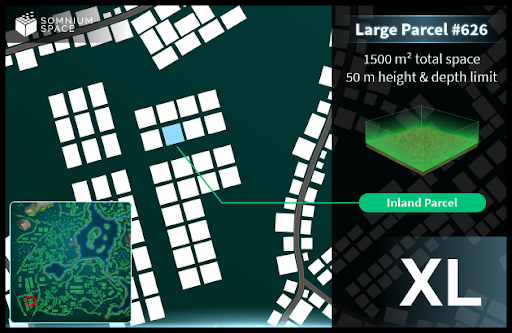 SOMNIUM
SPACE
Large Parcel #626
1500 m² total space
50 m height & depth limit
Inland Parcel
XL